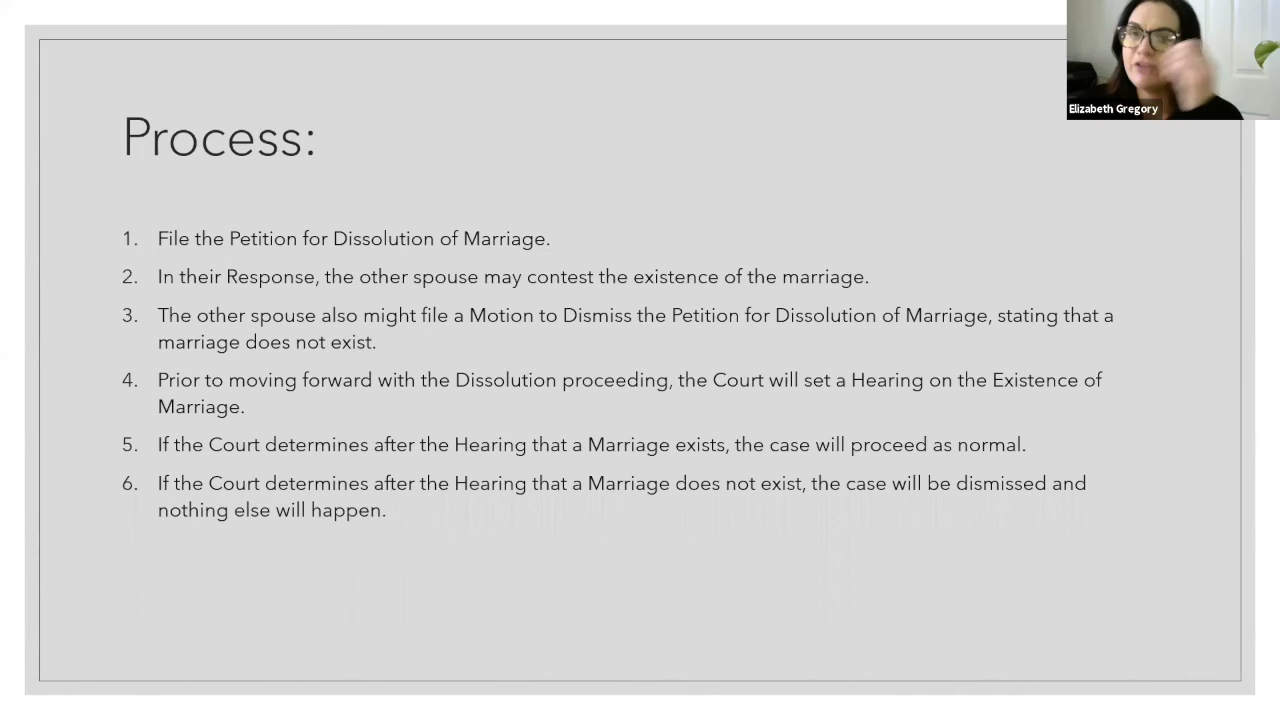 Elizabeth Gregory
Process:
1. File the Petition for Dissolution of Marriage.
2. In their Response, the other spouse may contest the existence of the marriage.
3. The other spouse also might file a Motion to Dismiss the Petition for Dissolution of Marriage, stating that a
marriage does not exist.
4. Prior to moving forward with the Dissolution proceeding, the Court will set a Hearing on the Existence of
Marriage.
5. If the Court determines after the Hearing that a Marriage exists, the case will proceed as normal.
6. If the Court determines after the Hearing that a Marriage does not exist, the case will be dismissed and
nothing else will happen.